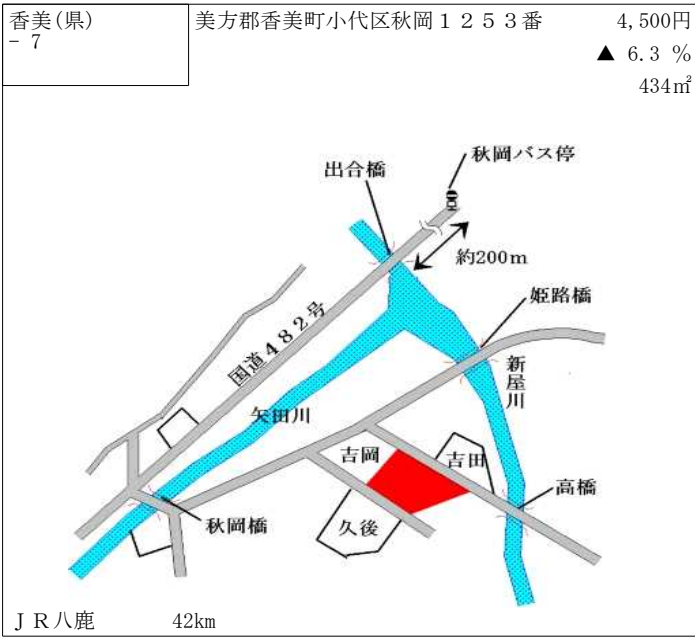 香美(県)
- 7
美方郡香美町小代区秋岡１２５３番
4,500円
▲ 6.3 %
434㎡
秋岡バス停
出合橋
約200m
姫路橋
国道４８２号
新屋川
矢田川
吉岡
吉田
高橋
久後
秋岡橋
ＪＲ八鹿 42km